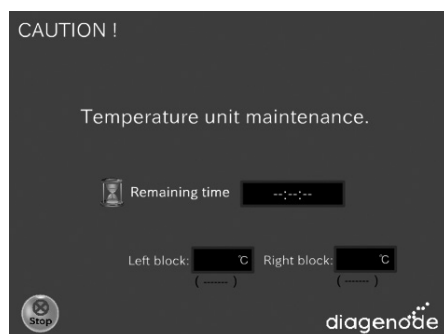 CAUTION !
Temperature unit maintenance.
Remaining time --:--:--
Left block: ℃ Right block: ℃
( ------- ) ( ------- )
Stop
diagenode